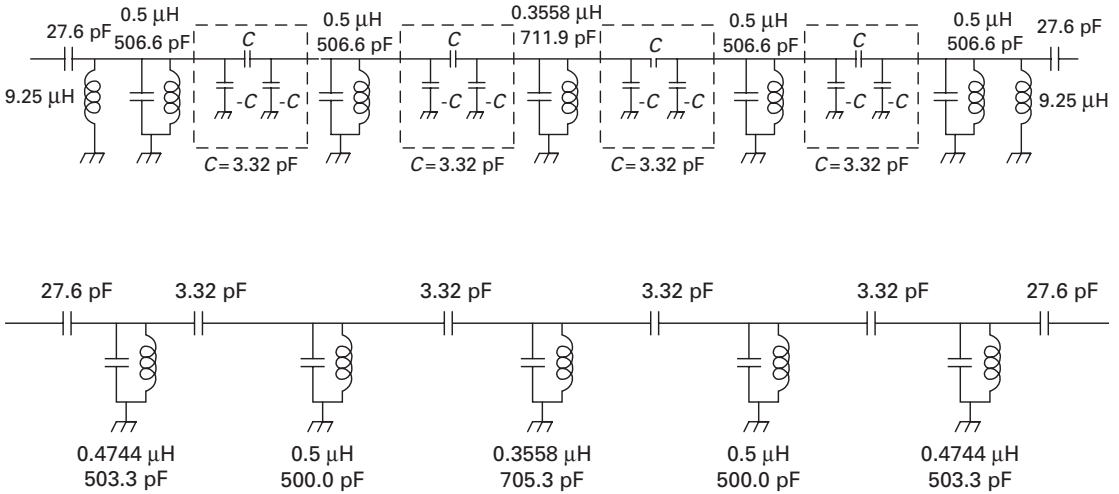 0.5 µH
506.6 pF
27.6 pF
9.25 µH
C
-C
-C
C=3.32 pF
0.5 µH
506.6 pF
C
-C
-C
C=3.32 pF
0.3558 µH
711.9 pF
C
-C
-C
C=3.32 pF
0.5 µH
506.6 pF
C
-C
-C
C=3.32 pF
0.5 µH
506.6 pF
27.6 pF
9.25 µH
27.6 pF
3.32 pF
3.32 pF
3.32 pF
3.32 pF
27.6 pF
0.4744 µH
503.3 pF
0.5 µH
500.0 pF
0.3558 µH
705.3 pF
0.5 µH
500.0 pF
0.4744 µH
503.3 pF